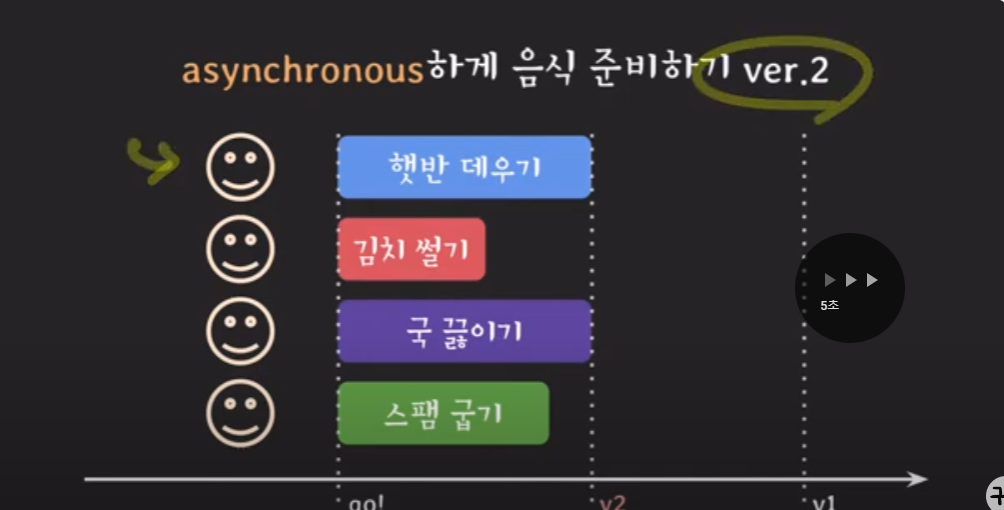 asynchronous하게 음식 준비하기 ver.2
햇반 데우기
김치 썰기
5초
국 끓이기
스팸 굽기
go! v2 v1